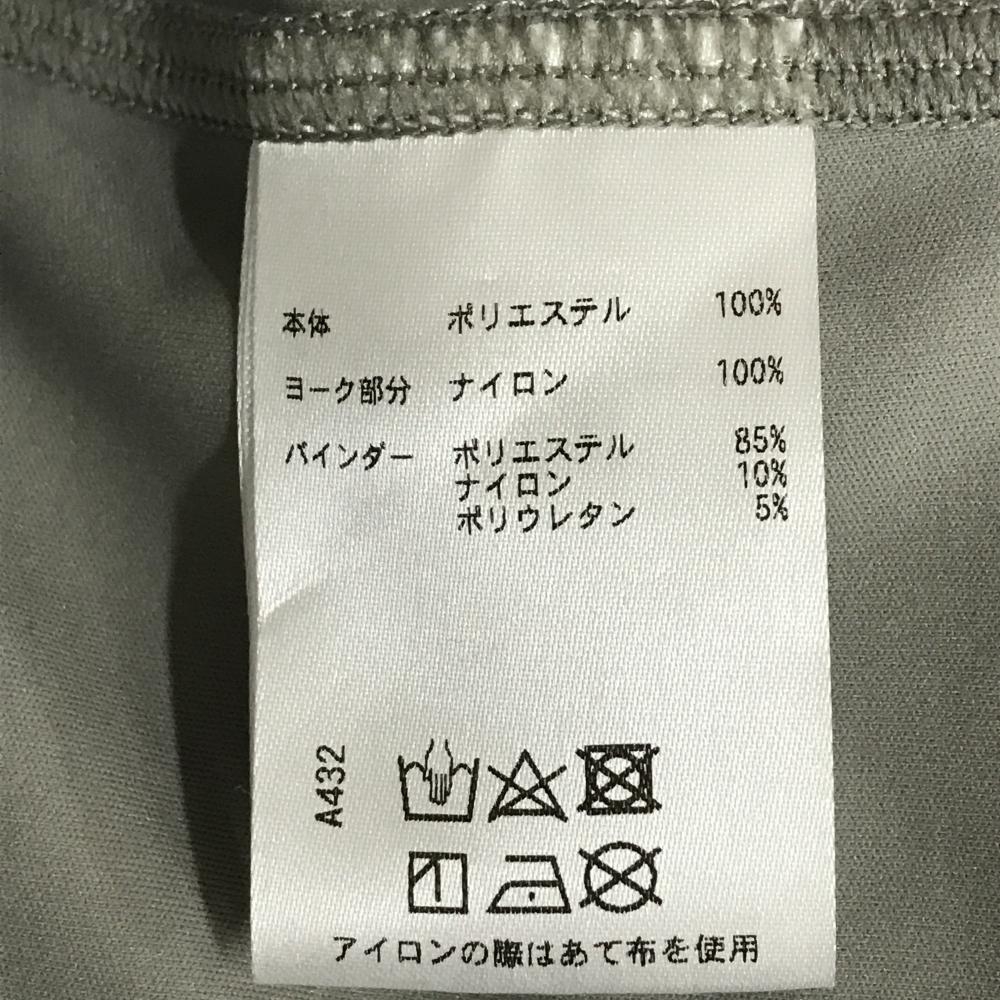 本体 ポリエステル 100%
ヨーク部分 ナイロン 100%
バインダー ポリエステル 85%
ナイロン 10%
ポリウレタン 5%
A432
アイロンの際はあて布を使用